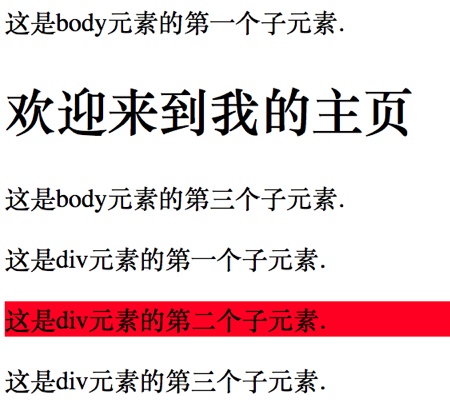 这是body元素的第一个子元素.
欢迎来到我的主页
这是body元素的第三个子元素.
这是div元素的第一个子元素.
这是div元素的第二个子元素.
这是div元素的第三个子元素.